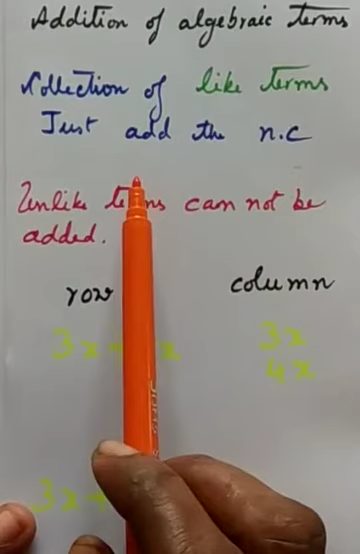 Addition of algebraic terms
Collection of like terms
Just add the n.c
Unlike terms can not be
added.
row column
3x + x 3x
4x
3x +